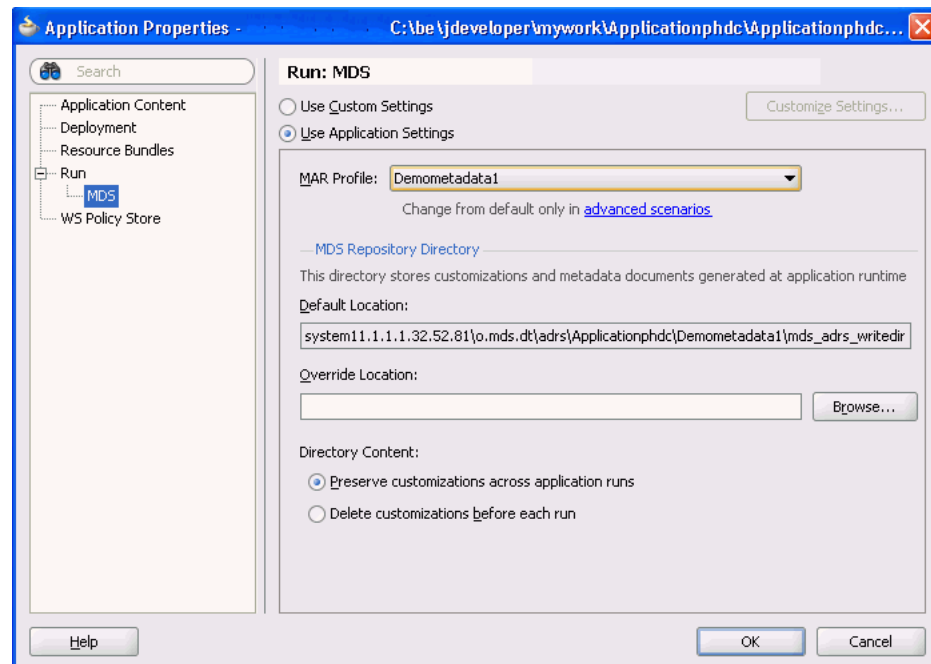 Application Properties - C:\be\jdeveloper\mywork\Applicationphdc\Applicationphdc...
Search
Application Content
Deployment
Resource Bundles
Run
MDS
WS Policy Store
Run: MDS
Use Custom Settings
Customize Settings...
Use Application Settings
MAR Profile: Demometadata1
Change from default only in advanced scenarios
MDS Repository Directory
This directory stores customizations and metadata documents generated at application runtime
Default Location:
system11.1.1.1.32.52.81\o.mds.dt\adrs\Applicationphdc\Demometadata1\mds_adrs_writedir
Override Location:
Browse...
Directory Content:
Preserve customizations across application runs
Delete customizations before each run
Help
OK
Cancel